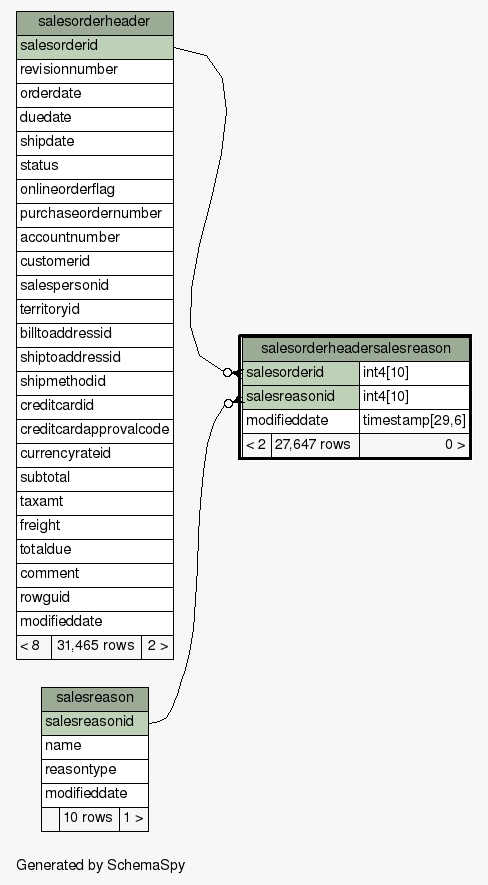 salesorderheader
salesorderid
revisionnumber
orderdate
duedate
shipdate
status
onlineorderflag
purchaseordernumber
accountnumber
customerid
salespersonid
territoryid
billtoaddressid
shiptoaddressid
shipmethodid
creditcardid
creditcardapprovalcode
currencyrateid
subtotal
taxamt
freight
totaldue
comment
rowguid
modifieddate
< 8 31,465 rows 2 >
salesorderheadersalesreason
salesorderid int4[10]
salesreasonid int4[10]
modifieddate timestamp[29,6]
< 2 27,647 rows 0 >
salesreason
salesreasonid
name
reasontype
modifieddate
10 rows 1 >
Generated by SchemaSpy